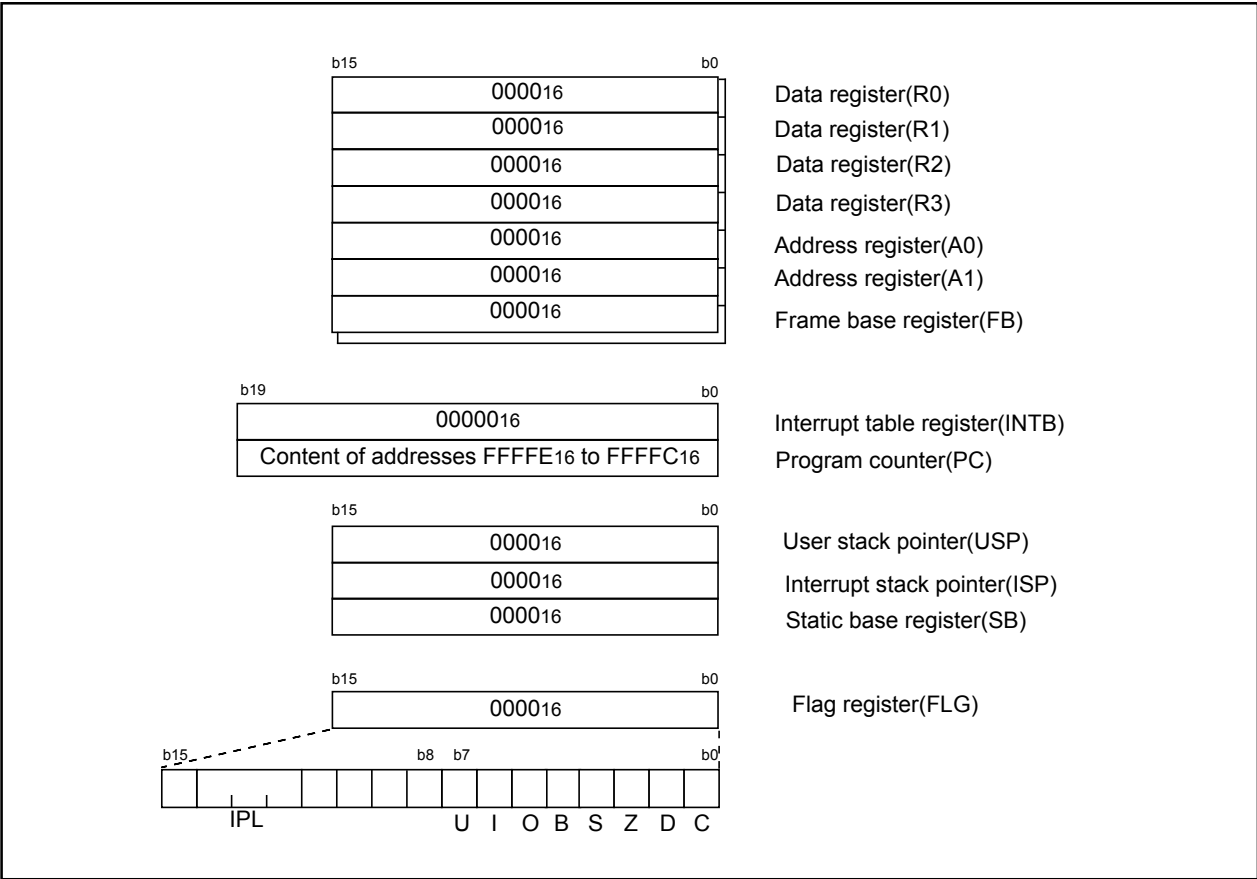 b15 b0
000016 Data register(R0)
000016 Data register(R1)
000016 Data register(R2)
000016 Data register(R3)
000016 Address register(A0)
000016 Address register(A1)
000016 Frame base register(FB)
b19 b0
0000016 Interrupt table register(INTB)
Content of addresses FFFFE16 to FFFFC16 Program counter(PC)
b15 b0
000016 User stack pointer(USP)
000016 Interrupt stack pointer(ISP)
000016 Static base register(SB)
b15 b0
000016 Flag register(FLG)
b15 b8 b7 b0
IPL U I O B S Z D C